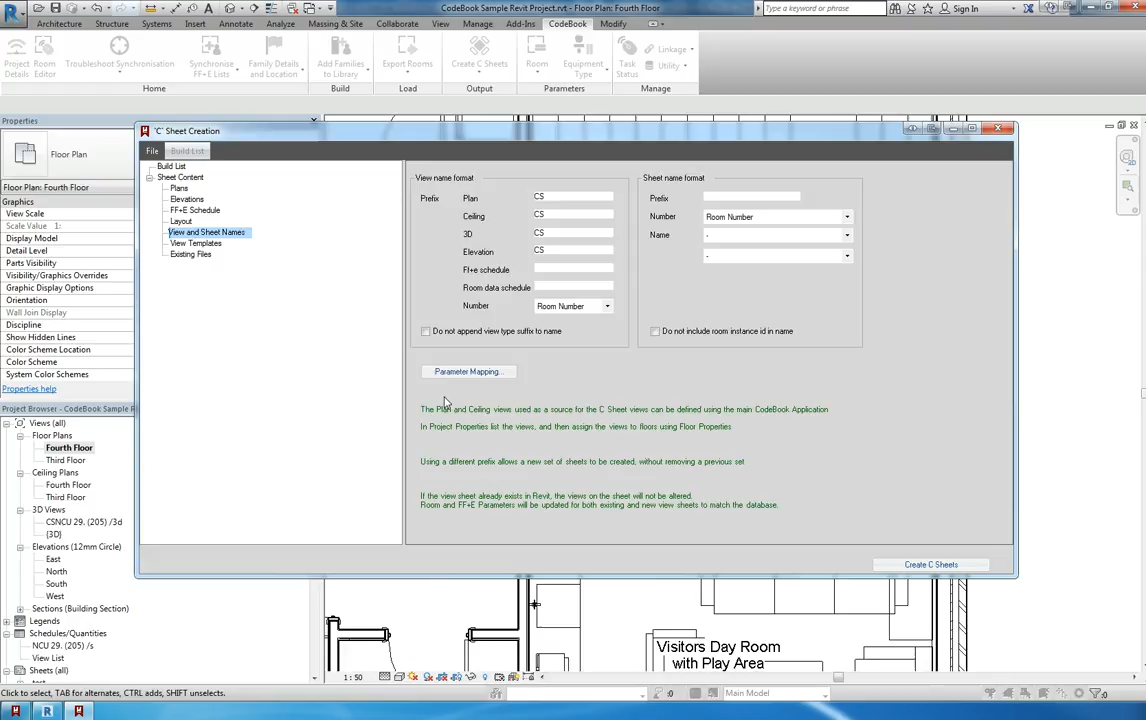 CodeBook Sample Revit Project.rvt - Floor Plan: Fourth Floor
Type a keyword or phrase
Sign In
Architecture Structure Systems Insert Annotate Analyze Massing & Site Collaborate View Manage Add-Ins CodeBook Modify
Project Details
Room Editor
Troubleshoot Synchronisation
Synchronise FF+E Lists
Family Details and Location
Add Families to Library
Export Rooms
Create C Sheets
Room
Equipment Type
Task Status
Linkage
Utility
Home Build Load Output Parameters Manage
Properties
Floor Plan
Floor Plan: Fourth Floor
Graphics
View Scale
Scale Value 1:
Display Model
Detail Level
Parts Visibility
Visibility/Graphics Overrides
Graphic Display Options
Orientation
Wall Join Display
Discipline
Show Hidden Lines
Color Scheme Location
Color Scheme
System Color Schemes
Properties help
Project Browser - CodeBook Sample R
Views (all)
Floor Plans
Fourth Floor
Third Floor
Ceiling Plans
Fourth Floor
Third Floor
3D Views
CSNCU 29. (205) /3d
{3D}
Elevations (12mm Circle)
East
North
South
West
Sections (Building Section)
Legends
Schedules/Quantities
NCU 29. (205) /s
View List
Sheets (all)
'C' Sheet Creation
File Build List
Build List
Sheet Content
Plans
Elevations
FF+E Schedule
Layout
View and Sheet Names
View Templates
Existing Files
View name format
Prefix Plan CS
Ceiling CS
3D CS
Elevation CS
Ff+e schedule
Room data schedule
Number Room Number
Do not append view type suffix to name
Sheet name format
Prefix
Number Room Number
Name -
-
Do not include room instance id in name
Parameter Mapping...
The Plan and Ceiling views used as a source for the C Sheet views can be defined using the main CodeBook Application
In Project Properties list the views, and then assign the views to floors using Floor Properties
Using a different prefix allows a new set of sheets to be created, without removing a previous set
If the view sheet already exists in Revit, the views on the sheet will not be altered.
Room and FF+E Parameters will be updated for both existing and new view sheets to match the database.
Create C Sheets
Visitors Day Room
with Play Area
1 : 50
Click to select, TAB for alternates, CTRL adds, SHIFT unselects.
:0
Main Model
:0